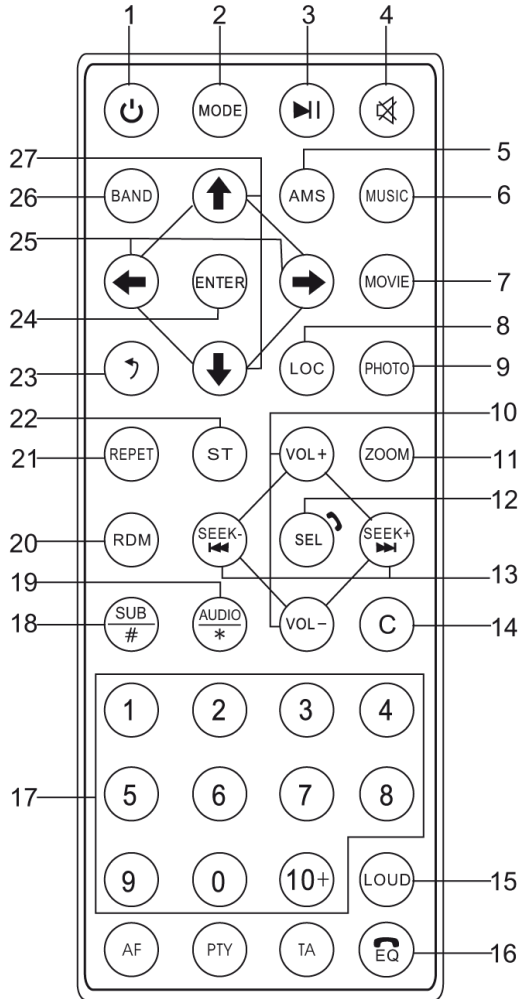 1 2 3 4
MODE
27 5
26 BAND AMS MUSIC 6
25
ENTER MOVIE 7
24 8
23 LOC PHOTO 9
22 10
21 REPET ST VOL+ ZOOM 11
12
20 RDM SEEK- SEL SEEK+
19 13
18 SUB/# AUDIO/* VOL- C 14
1 2 3 4
17 5 6 7 8
9 0 10+ LOUD 15
AF PTY TA EQ 16